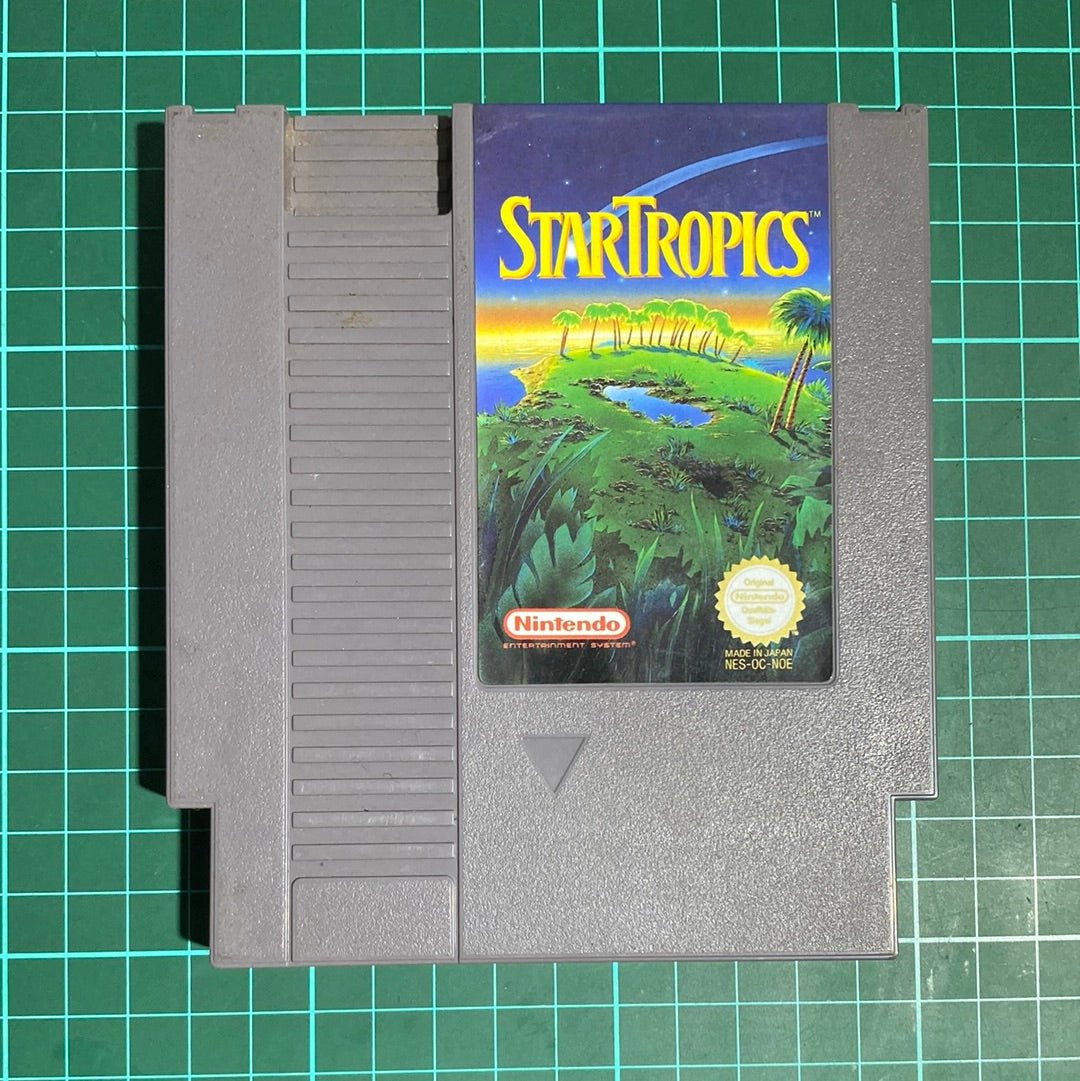 STARTROPICS™
Original
Nintendo
Qualitäts-
Siegel
Nintendo
ENTERTAINMENT SYSTEM®
MADE IN JAPAN
NES-OC-NOE